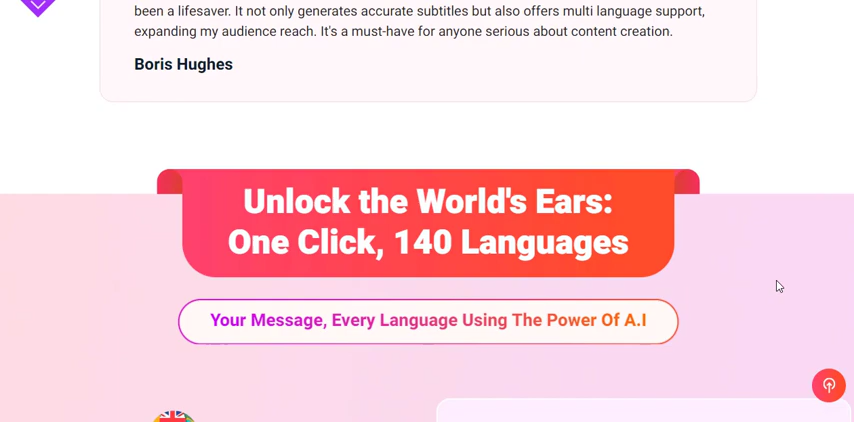 been a lifesaver. It not only generates accurate subtitles but also offers multi language support,
expanding my audience reach. It's a must-have for anyone serious about content creation.
Boris Hughes
Unlock the World's Ears:
One Click, 140 Languages
Your Message, Every Language Using The Power Of A.I